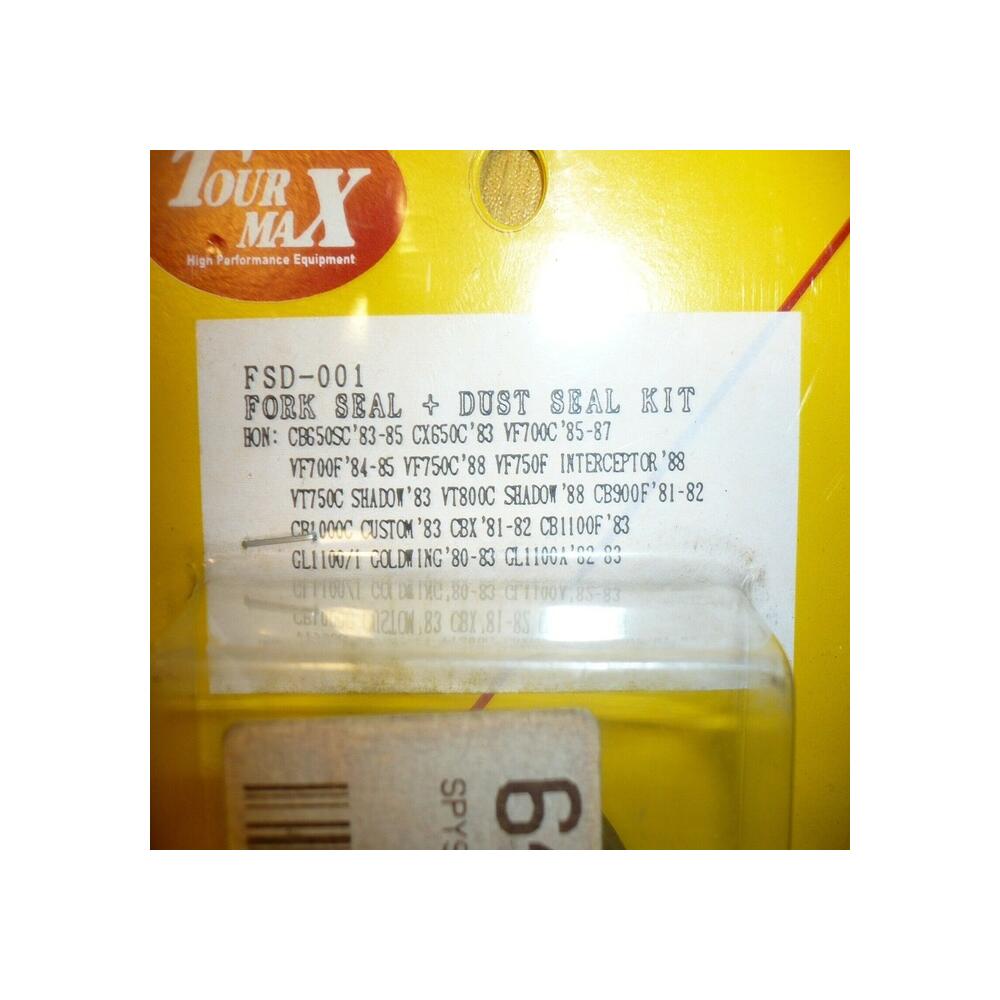 TOUR
MAX
High Performance Equipment
FSD-001
FORK SEAL + DUST SEAL KIT
HON: CB650SC'83-85 CX650C'83 VF700C'85-87
VF700F'84-85 VF750C'88 VF750F INTERCEPTOR'88
VT750C SHADOW'83 VT800C SHADOW'88 CB900F'81-82
CB1000C CUSTOM'83 CBX'81-82 CB1100F'83
GL1100/I GOLDWING'80-83 GL1100A'82-83
SPYS